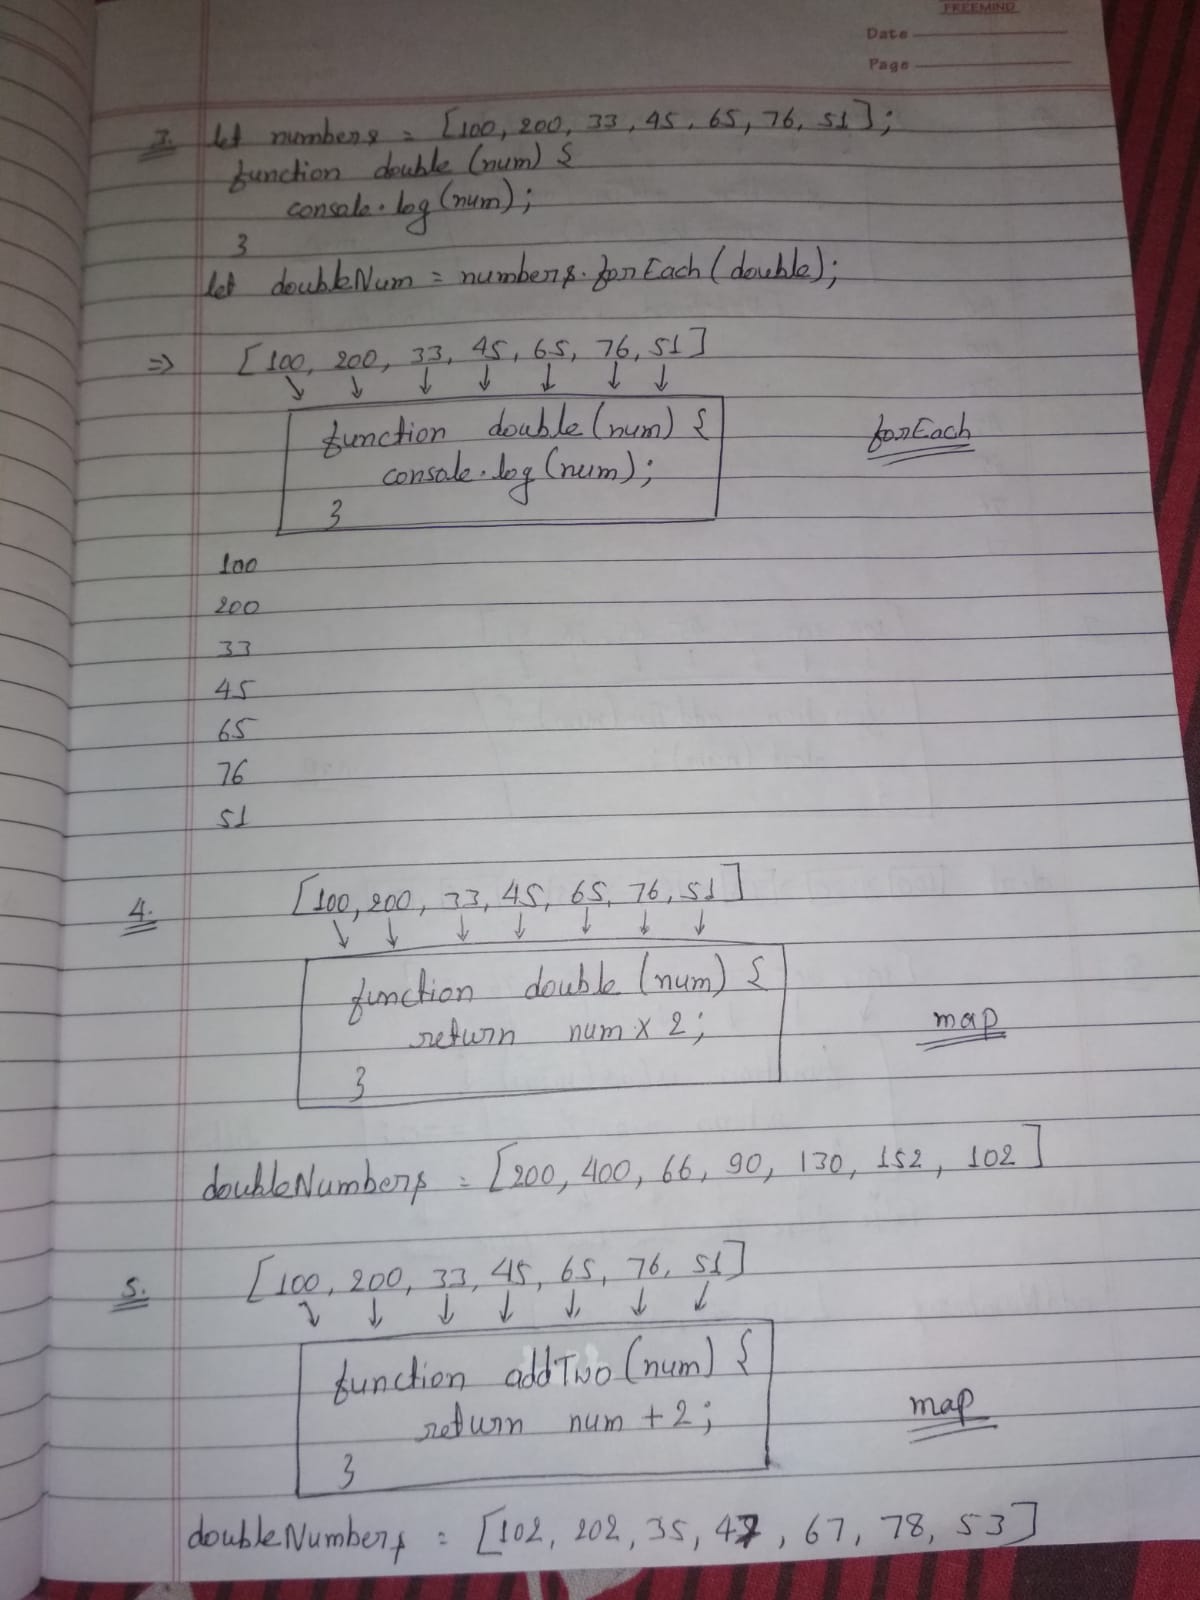 FREEMIND
Date
Page
3. let numbers = [100, 200, 33, 45, 65, 76, 51];
function double (num) {
console.log(num);
}
let doubleNum = numbers.forEach(double);
=> [100, 200, 33, 45, 65, 76, 51]
↘ ↓ ↓ ↓ ↓ ↓ ↓
function double(num) {
console.log(num);
}
forEach
100
200
33
45
65
76
51
4. [100, 200, 33, 45, 65, 76, 51]
↘ ↓ ↓ ↓ ↓ ↓ ↓
function double (num) {
return num x 2;
}
map
doubleNumbers = [200, 400, 66, 90, 130, 152, 102]
5. [100, 200, 33, 45, 65, 76, 51]
↘ ↓ ↓ ↓ ↓ ↓ ↓
function addTwo (num) {
return num + 2;
}
map
doubleNumbers = [102, 202, 35, 47, 67, 78, 53]